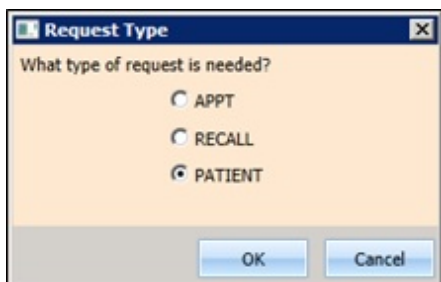 Request Type
What type of request is needed?
APPT
RECALL
PATIENT
OK Cancel